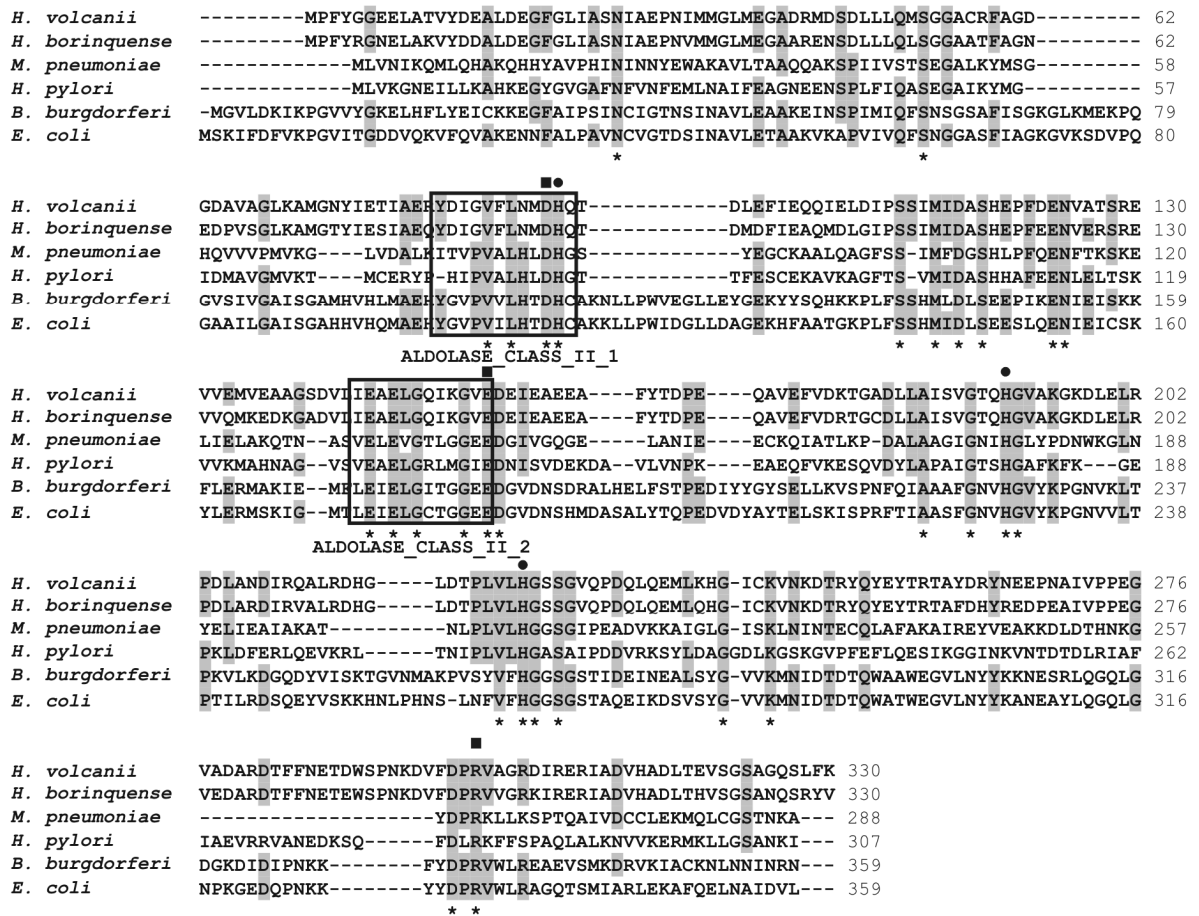 H. volcanii ---------MPFYGGEELATVYDEALDEGFGLIASNIAEPNIMMGLMEGADRMDSDLLLQMSGGACRFAGD--------- 62
H. borinquense ---------MPFYRGNELAKVYDDALDEGFGLIASNIAEPNVMMGLMEGAARENSDLLLQLSGGAATFAGN--------- 62
M. pneumoniae -------------MLVNIKQMLQHAKQHHYAVPHININNYEWAKAVLTAAQQAKSPIIVSTSEGALKYMSG--------- 58
H. pylori -------------MLVKGNEILLKAHKEGYGVGAFNFVNFEMLNAIFEAGNEENSPLFIQASEGAIKYMG---------- 57
B. burgdorferi -MGVLDKIKPGVVYGKELHFLYEICKKEGFAIPSINCIGTNSINAVLEAAKEINSPIMIQFSNSGSAFISGKGLKMEKPQ 79
E. coli MSKIFDFVKPGVITGDDVQKVFQVAKENNFALPAVNCVGTDSINAVLETAAKVKAPVIVQFSNGGASFIAGKGVKSDVPQ 80
* *
■ ●
H. volcanii GDAVAGLKAMGNYIETIAERYDIGVFLNMDHQT-------------DLEFIEQQIELDIPSSIMIDASHEPFDENVATSRE 130
H. borinquense EDPVSGLKAMGTYIESIAEQYDIGVFLNMDHQT-------------DMDFIEAQMDLGIPSSIMIDASHEPFEENVERSRE 130
M. pneumoniae HQVVVPMVKG----LVDALKITVPVALHLDHGS-------------YEGCKAALQAGFSS-IMFDGSHLPFQENFTKSKE 120
H. pylori IDMAVGMVKT----MCERYP-HIPVALHLDHGT-------------TFESCEKAVKAGFTS-VMIDASHHAFEENLELTSK 119
B. burgdorferi GVSIVGAISGAMHVHLMAEHYGVPVVLHTDHCAKNLLPWVEGLLEYGEKYYSQHKKPLFSSHMLDLSEEPIKENIEISKK 159
E. coli GAAILGAISGAHHVHQMAEHYGVPVILHTDHCAKKLLPWIDGLLDAGEKHFAATGKPLFSSHMIDLSEESLQENIEICSK 160
* * ** * * * * **
ALDOLASE_CLASS_II_1
■ ●
H. volcanii VVEMVEAAGSDVLIEAELGQIKGVEDEIEAEEA----FYTDPE----QAVEFVDKTGADLLAISVGTQHGVAKGKDLELR 202
H. borinquense VVQMKEDKGADVLIEAELGQIKGVEDEIEAEEA----FYTDPE----QAVEFVDRTGCDLLAISVGTQHGVAKGKDLELR 202
M. pneumoniae LIELAKQTN--ASVELEVGTLGGEEDGIVGQGE-----LANIE----ECKQIATLKP-DALAAGIGNIHGLYPDNWKGLN 188
H. pylori VVKMAHNAG--VSVEAELGRLMGIEDNISVDEKDA--VLVNPK----EAEQFVKESQVDYLAPAIGTSHGAFKFK---GE 188
B. burgdorferi FLERMAKIE--MFLEIELGITGGEEDGVDNSDRALHELFSTPEDIYYGYSELLKVSPNFQIAAAFGNVHGVYKPGNVKLT 237
E. coli YLERMSKIG--MTLEIELGCTGGEEDGVDNSHMDASALYTQPEDVDYAYTELSKISPRFTIAASFGNVHGVYKPGNVVLT 238
* * * * ** * * **
ALDOLASE_CLASS_II_2
●
H. volcanii PDLANDIRQALRDHG------LDTPLVLHGSSGVQPDQLQEMLKHG-ICKVNKDTRYQYEYTRTAYDRYNEEPNAIVPPEG 276
H. borinquense PDLARDIRVALRDHG------LDTPLVLHGSSGVQPDQLQEMLQHG-ICKVNKDTRYQYEYTRTAFDHYREDPEAIVPPEG 276
M. pneumoniae YELIEAIAKAT--------NLPLVLHGGSGIPEADVKKAIGLG-ISKLNINTECQLAFAKAIREYVEAKKDLDTHNKG 257
H. pylori PKLDFERLQEVKRL------TNIPLVLHGASAIPDDVRKSYLDAGGDLKGSKGVPFEFLQESIKGGINKVNTDTDLRIAF 262
B. burgdorferi PKVLKDGQDYVISKTGVNMAKPVSYVFHGGSGSTIDEINEALSYG-VVKMNIDTDTQWAAWEGVLNYYKKNESRLQGQLG 316
E. coli PTILRDSQEYVSKKHNLPHNS-LNFVFHGGSGSTAQEIKDSVSYG-VVKMNIDTDTQWATWEGVLNYYKANEAYLQGQLG 316
* ** * * *
■
H. volcanii VADARDTFFNETDWSPNKDVFDPRVAGRDIRERIADVHADLTEVSGSAGQSLFK 330
H. borinquense VEDARDTFFNETEWSPNKDVFDPRVVGRKIRERIADVHADLTHVSGSANQSRYV 330
M. pneumoniae --------------------YDPRKLLKSPTQAIVDCCLEKMQLCGSTNKA-- 288
H. pylori IAEVRRVANEDKSQ------FDLRKFFSPAQLALKNVVKERMKLLGSANKI--- 307
B. burgdorferi DGKDIDIPNKK--------FYDPRVWLREAEVSMKDRVKIACKNLNNINRN--- 359
E. coli NPKGEDQPNKK--------YYDPRVWLRAGQTSMIARLEKAFQELNAIDVL--- 359
* *